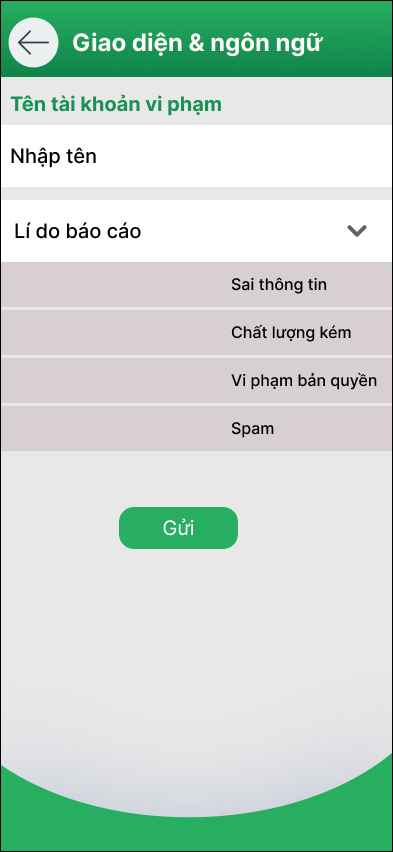 Giao diện & ngôn ngữ
Tên tài khoản vi phạm
Nhập tên
Lí do báo cáo
Sai thông tin
Chất lượng kém
Vi phạm bản quyền
Spam
Gửi